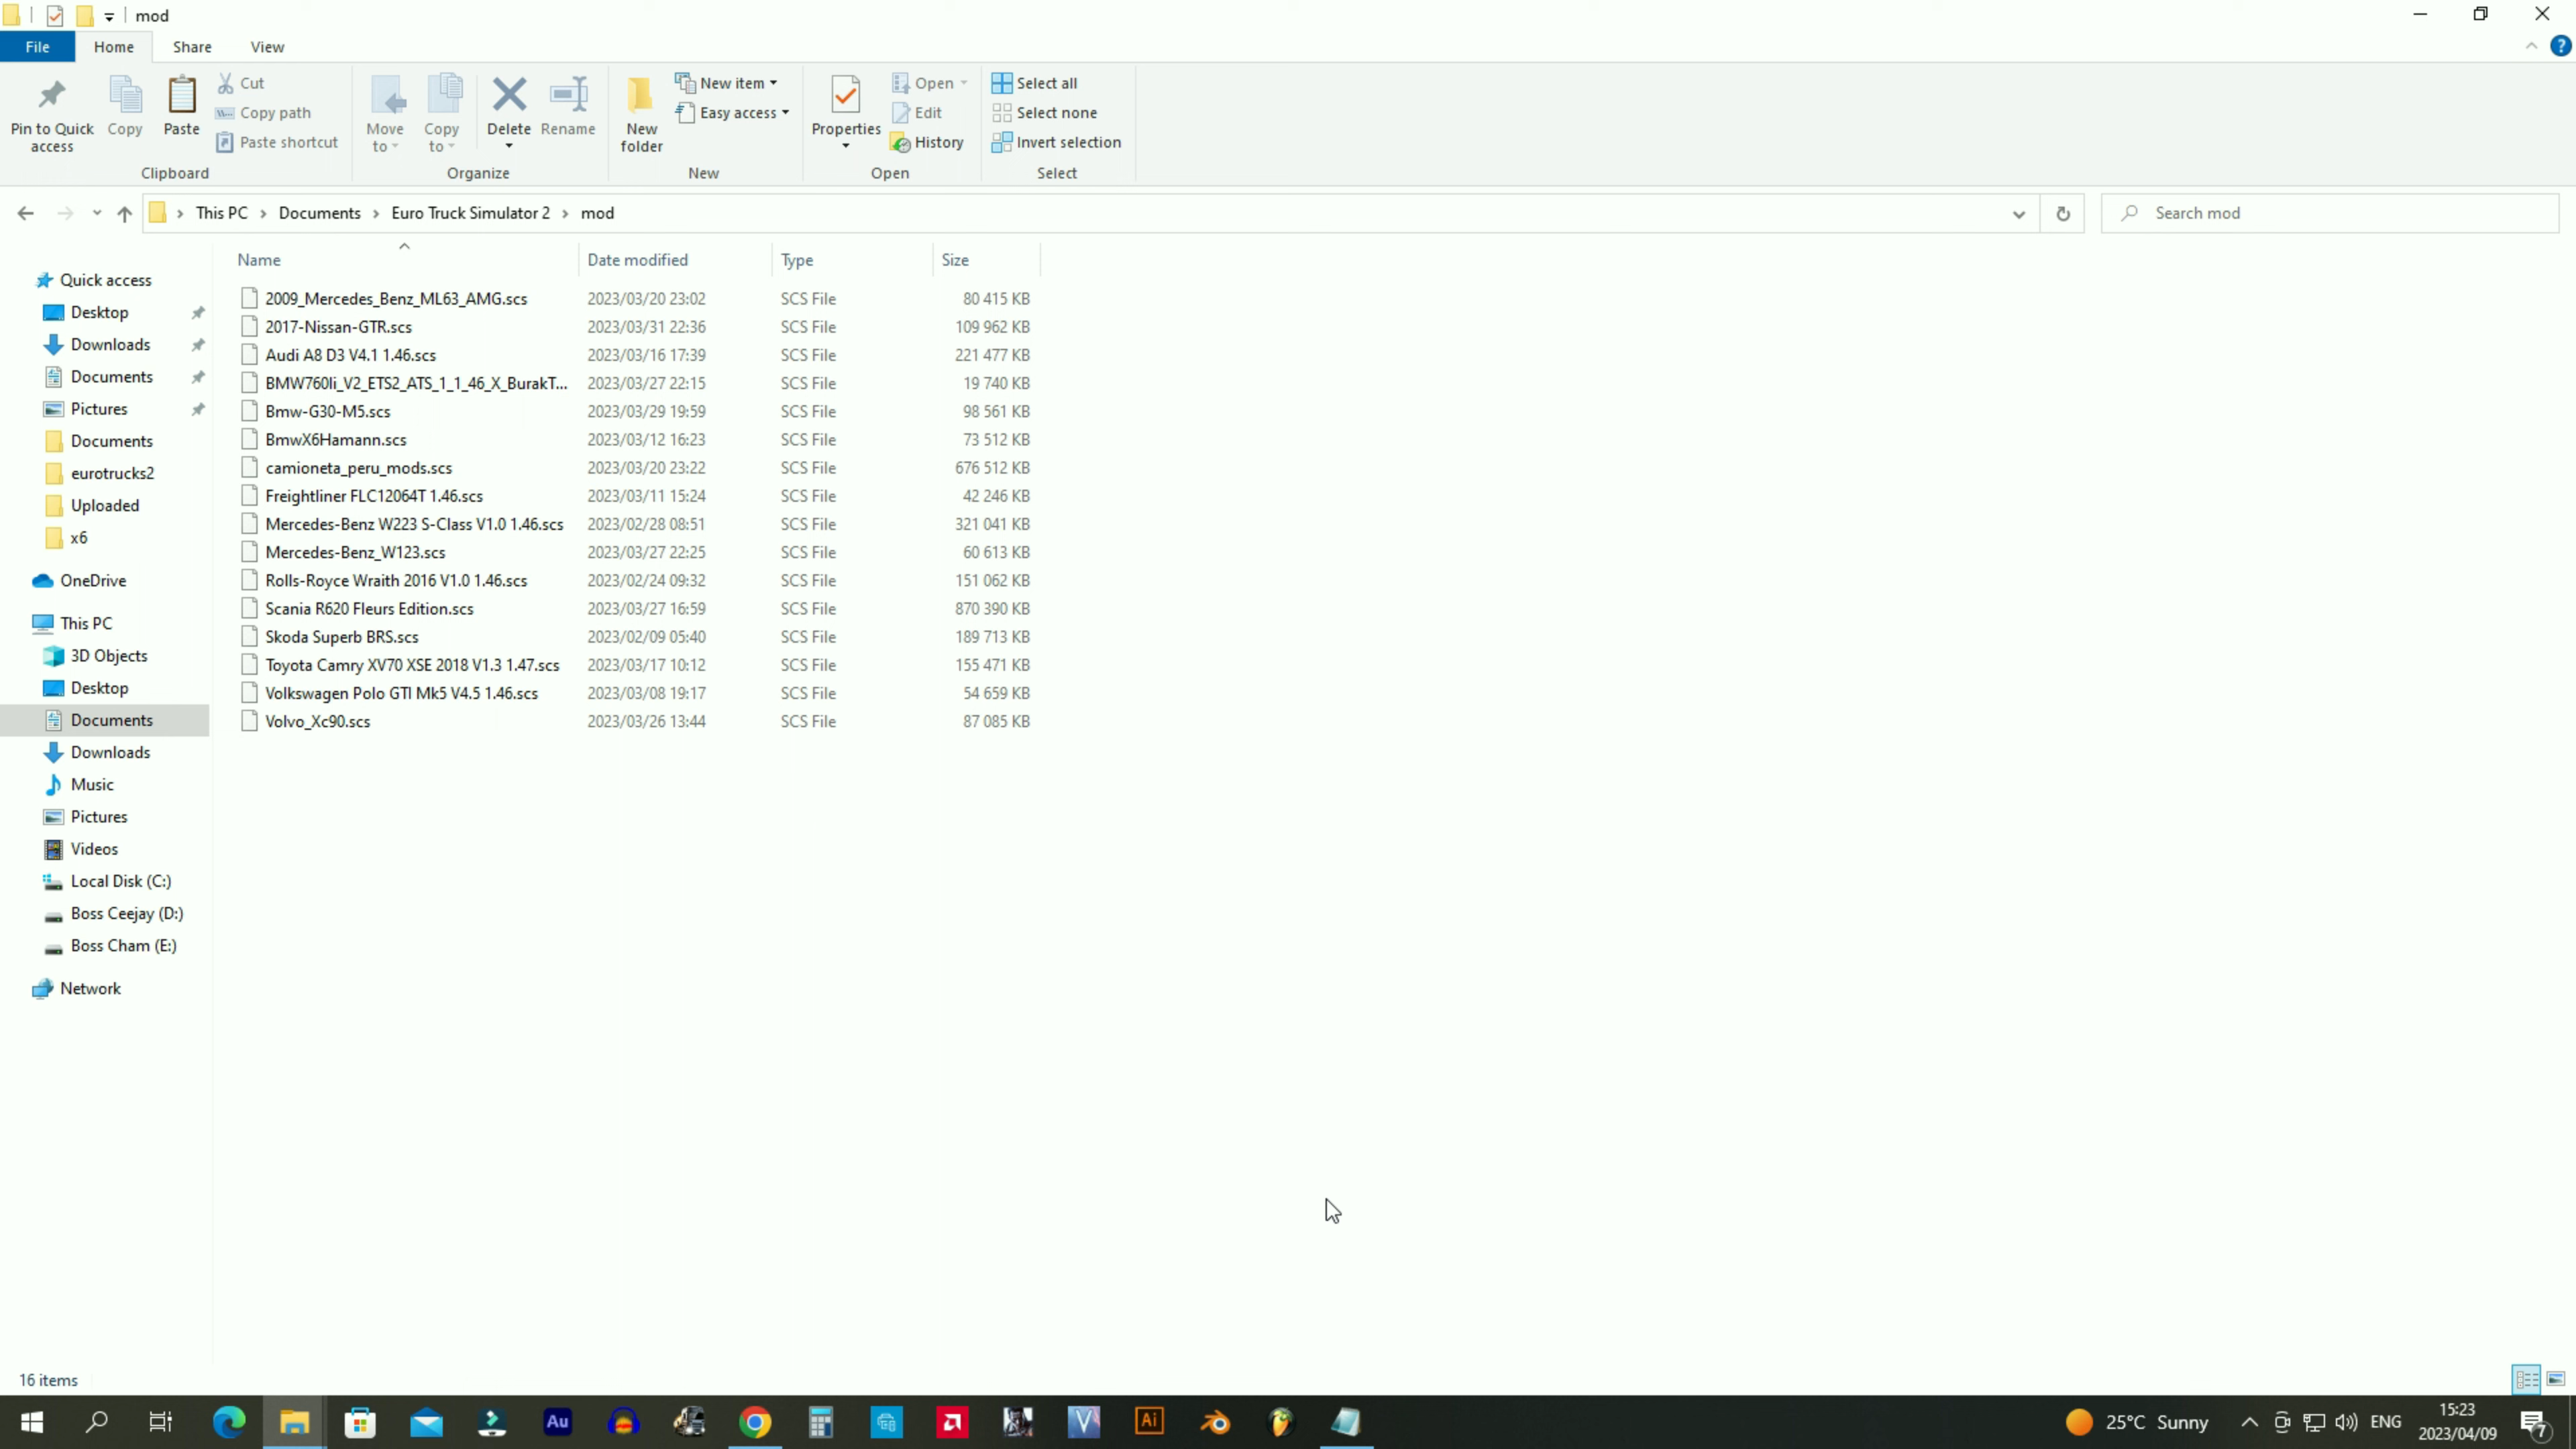 mod
File Home Share View
Pin to Quick access
Copy
Paste
Cut
Copy path
Paste shortcut
Clipboard
Move to
Copy to
Delete
Rename
Organize
New folder
New item
Easy access
New
Properties
Open
Edit
History
Open
Select all
Select none
Invert selection
Select
This PC > Documents > Euro Truck Simulator 2 > mod
Search mod
Quick access
Desktop
Downloads
Documents
Pictures
Documents
eurotrucks2
Uploaded
x6
OneDrive
This PC
3D Objects
Desktop
Documents
Downloads
Music
Pictures
Videos
Local Disk (C:)
Boss Ceejay (D:)
Boss Cham (E:)
Network
Name Date modified Type Size
2009_Mercedes_Benz_ML63_AMG.scs 2023/03/20 23:02 SCS File 80 415 KB
2017-Nissan-GTR.scs 2023/03/31 22:36 SCS File 109 962 KB
Audi A8 D3 V4.1 1.46.scs 2023/03/16 17:39 SCS File 221 477 KB
BMW760li_V2_ETS2_ATS_1_1_46_X_BurakT... 2023/03/27 22:15 SCS File 19 740 KB
Bmw-G30-M5.scs 2023/03/29 19:59 SCS File 98 561 KB
BmwX6Hamann.scs 2023/03/12 16:23 SCS File 73 512 KB
camioneta_peru_mods.scs 2023/03/20 23:22 SCS File 676 512 KB
Freightliner FLC12064T 1.46.scs 2023/03/11 15:24 SCS File 42 246 KB
Mercedes-Benz W223 S-Class V1.0 1.46.scs 2023/02/28 08:51 SCS File 321 041 KB
Mercedes-Benz_W123.scs 2023/03/27 22:25 SCS File 60 613 KB
Rolls-Royce Wraith 2016 V1.0 1.46.scs 2023/02/24 09:32 SCS File 151 062 KB
Scania R620 Fleurs Edition.scs 2023/03/27 16:59 SCS File 870 390 KB
Skoda Superb BRS.scs 2023/02/09 05:40 SCS File 189 713 KB
Toyota Camry XV70 XSE 2018 V1.3 1.47.scs 2023/03/17 10:12 SCS File 155 471 KB
Volkswagen Polo GTI Mk5 V4.5 1.46.scs 2023/03/08 19:17 SCS File 54 659 KB
Volvo_Xc90.scs 2023/03/26 13:44 SCS File 87 085 KB
16 items
Au
Ai
25°C Sunny
ENG
15:23
2023/04/09
7